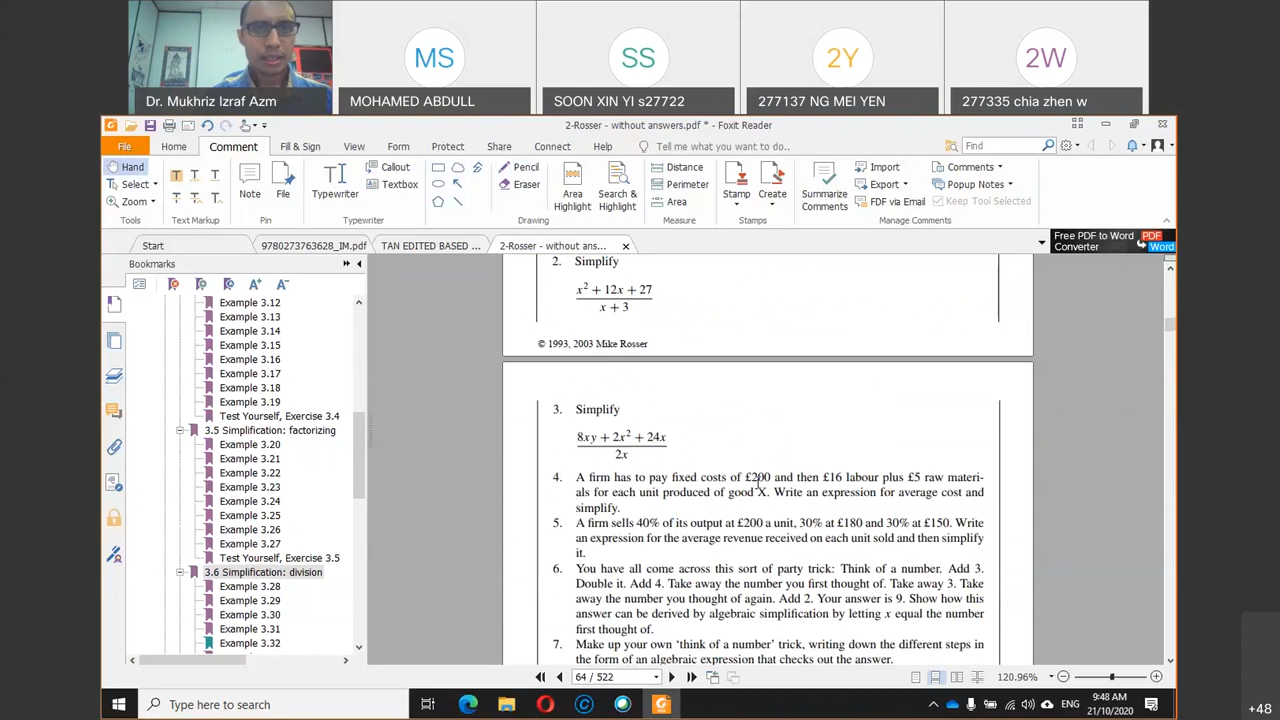 MS
SS
2Y
2W
Dr. Mukhriz Izraf Azm
MOHAMED ABDULL
SOON XIN YI s27722
277137 NG MEI YEN
277335 chia zhen w
2-Rosser - without answers.pdf * - Foxit Reader
File
Home
Comment
Fill & Sign
View
Form
Protect
Share
Connect
Help
Tell me what you want to do...
Find
Hand
Select
Zoom
Tools
Text Markup
Note
File
Pin
Typewriter
Callout
Textbox
Typewriter
Pencil
Eraser
Drawing
Area
Highlight
Search &
Highlight
Distance
Perimeter
Area
Measure
Stamp
Create
Stamps
Summarize
Comments
Import
Export
FDF via Email
Comments
Popup Notes
Keep Tool Selected
Manage Comments
Start
9780273763628_IM.pdf
TAN EDITED BASED ...
2-Rosser - without ans...
Free PDF to Word
Converter
PDF
Word
Bookmarks
Example 3.12
Example 3.13
Example 3.14
Example 3.15
Example 3.16
Example 3.17
Example 3.18
Example 3.19
Test Yourself, Exercise 3.4
3.5 Simplification: factorizing
Example 3.20
Example 3.21
Example 3.22
Example 3.23
Example 3.24
Example 3.25
Example 3.26
Example 3.27
Test Yourself, Exercise 3.5
3.6 Simplification: division
Example 3.28
Example 3.29
Example 3.30
Example 3.31
Example 3.32
2. Simplify
x² + 12x + 27
x + 3
© 1993, 2003 Mike Rosser
3. Simplify
8xy + 2x² + 24x
2x
4. A firm has to pay fixed costs of £200 and then £16 labour plus £5 raw materi-
als for each unit produced of good X. Write an expression for average cost and
simplify.
5. A firm sells 40% of its output at £200 a unit, 30% at £180 and 30% at £150. Write
an expression for the average revenue received on each unit sold and then simplify
it.
6. You have all come across this sort of party trick: Think of a number. Add 3.
Double it. Add 4. Take away the number you first thought of. Take away 3. Take
away the number you thought of again. Add 2. Your answer is 9. Show how this
answer can be derived by algebraic simplification by letting x equal the number
first thought of.
7. Make up your own ‘think of a number’ trick, writing down the different steps in
the form of an algebraic expression that checks out the answer.
64 / 522
120.96%
Type here to search
ENG
9:48 AM
21/10/2020
+48